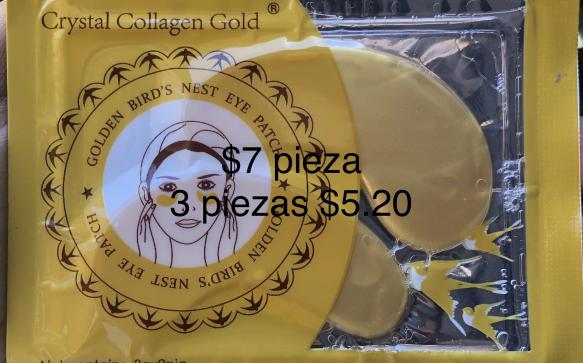 Crystal Collagen Gold ®
GOLDEN BIRD'S NEST EYE PATCH
GOLDEN BIRD'S NEST EYE PATCH
$7 pieza
3 piezas $5.20